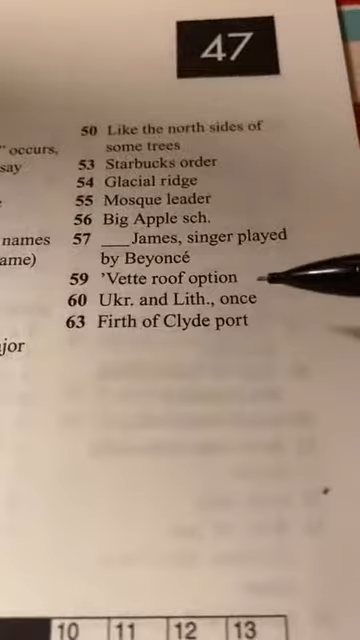 47
50 Like the north sides of
" occurs,
some trees
say
53 Starbucks order
54 Glacial ridge
55 Mosque leader
56 Big Apple sch.
names
57 ___James, singer played
ame)
by Beyoncé
59 ’Vette roof option
60 Ukr. and Lith., once
63 Firth of Clyde port
jor
10 11 12 13